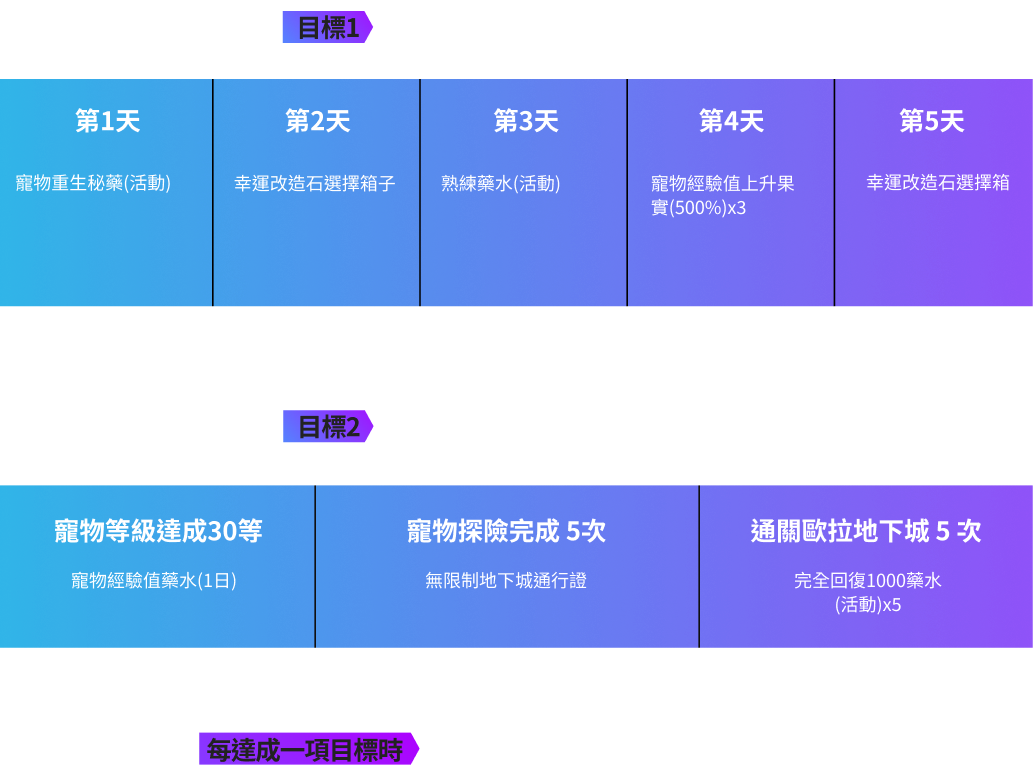 目標1
第1天
寵物重生秘藥(活動)
第2天
幸運改造石選擇箱子
第3天
熟練藥水(活動)
第4天
寵物經驗值上升果
實(500%)x3
第5天
幸運改造石選擇箱
目標2
寵物等級達成30等
寵物經驗值藥水(1日)
寵物探險完成 5次
無限制地下城通行證
通關歐拉地下城 5 次
完全回復1000藥水
(活動)x5
每達成一項目標時